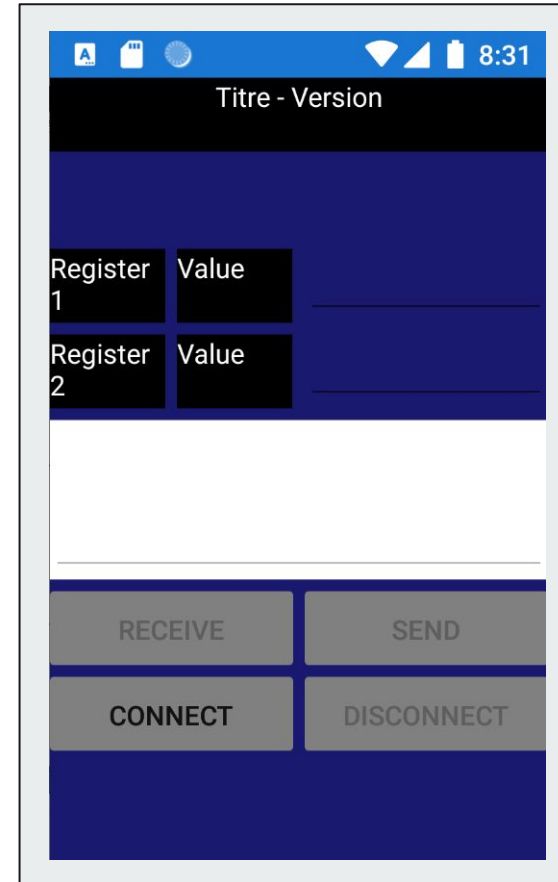 A
8:31
Titre - Version
Register Value
1
Register Value
2
RECEIVE SEND
CONNECT DISCONNECT